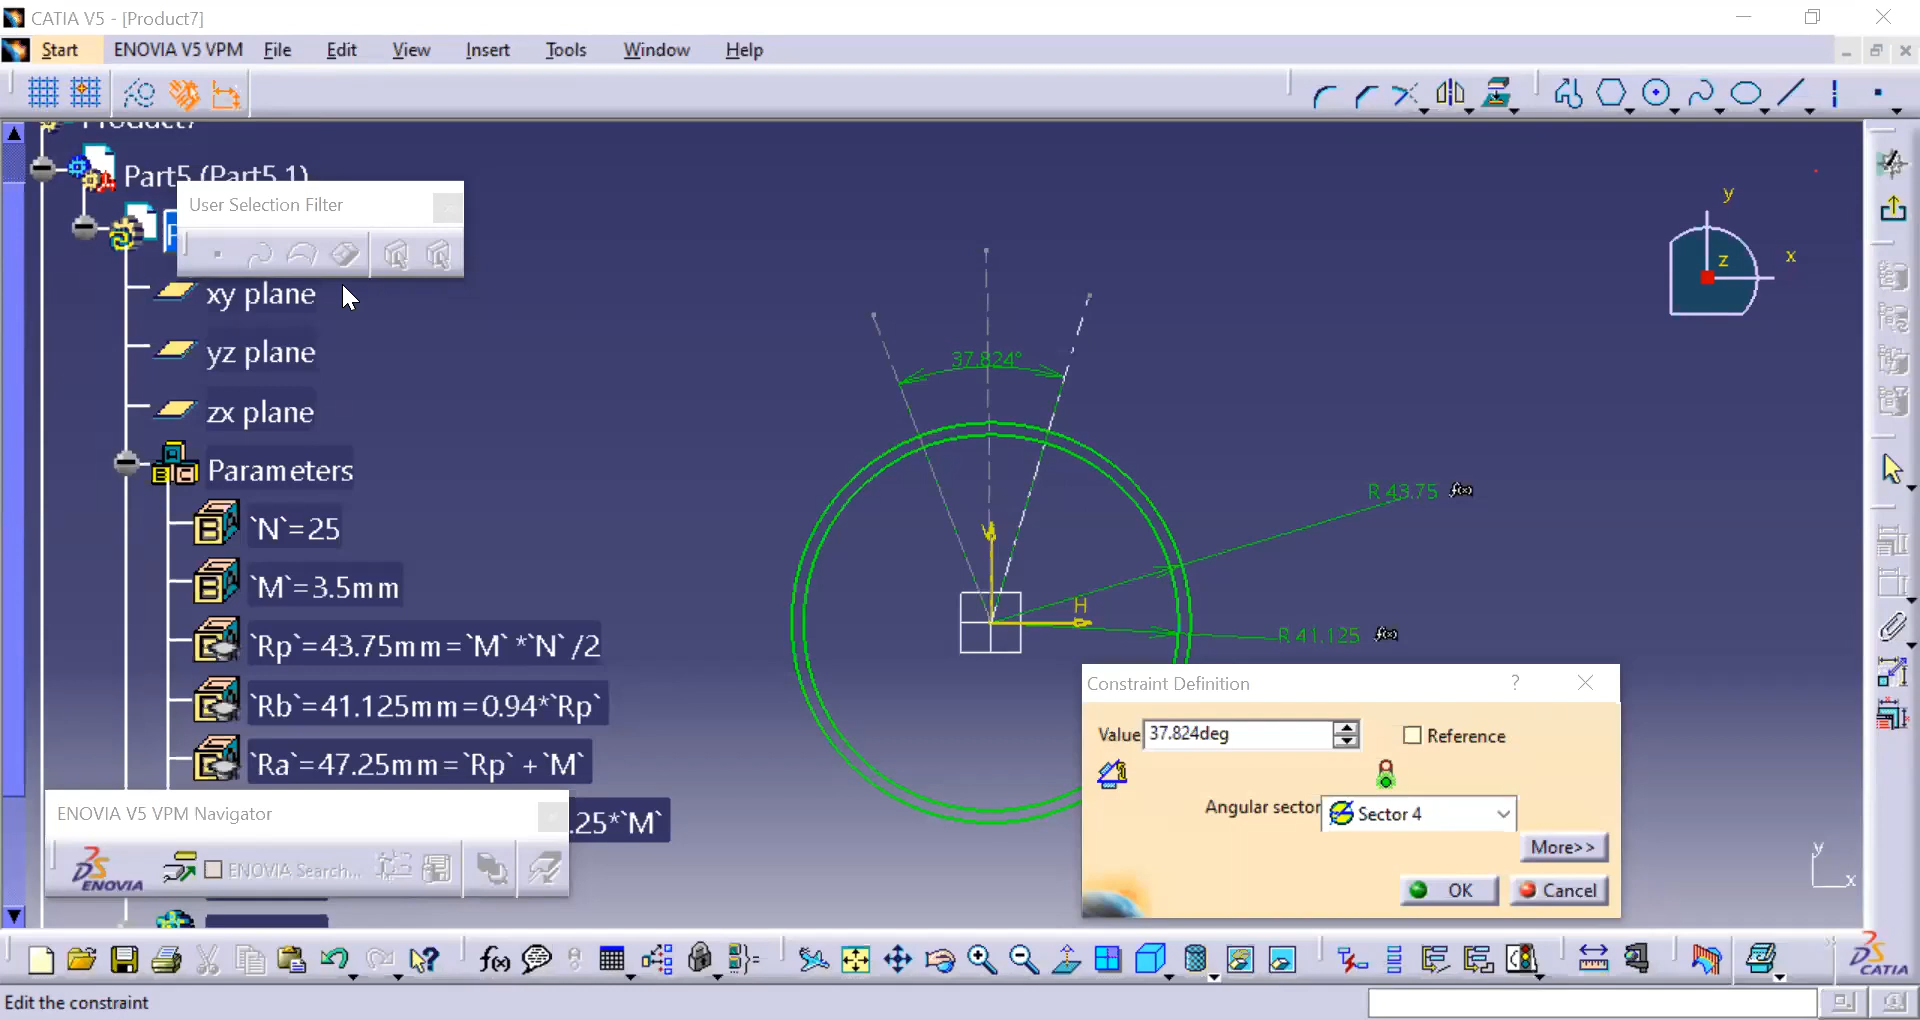 CATIA V5 - [Product7]
Start ENOVIA V5 VPM File Edit View Insert Tools Window Help
Product7
Part5 (Part5.1)
User Selection Filter
xy plane
yz plane
zx plane
Parameters
`N`=25
`M`=3.5mm
`Rp`=43.75mm=`M` *`N` /2
`Rb`=41.125mm=0.94*`Rp`
`Ra`=47.25mm=`Rp` +`M`
.25*`M`
ENOVIA V5 VPM Navigator
ENOVIA
ENOVIA Search...
37.824°
R 43.75 f(x)
R 41.125 f(x)
V
H
y
x
z
Constraint Definition ? 
Value 37.824deg Reference
Angular sector Sector 4
More>>
OK Cancel
y
x
f(x)
CATIA
Edit the constraint